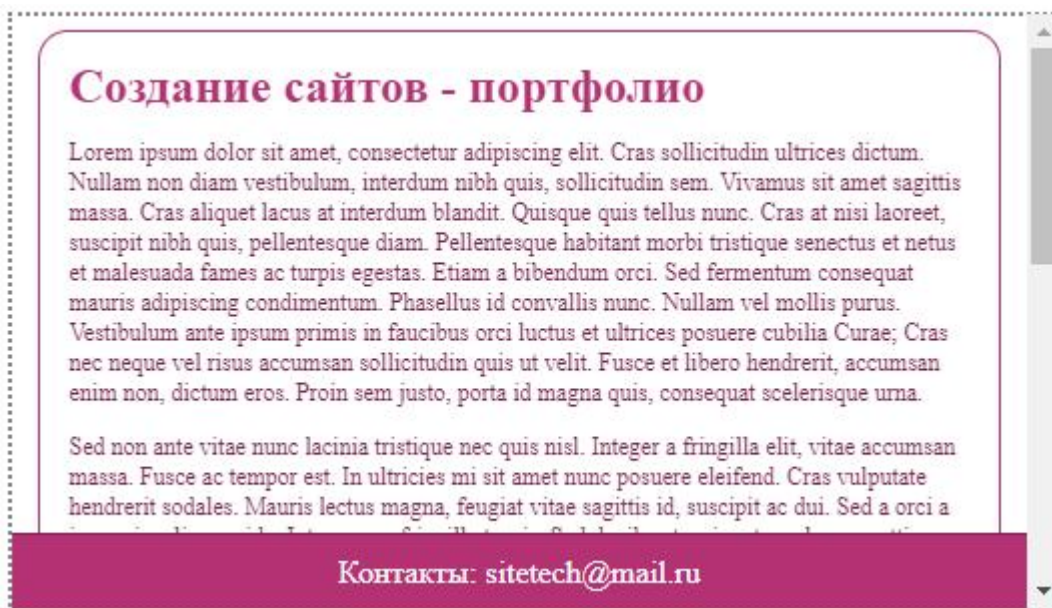 Создание сайтов - портфолио
Lorem ipsum dolor sit amet, consectetur adipiscing elit. Cras sollicitudin ultrices dictum.
Nullam non diam vestibulum, interdum nibh quis, sollicitudin sem. Vivamus sit amet sagittis
massa. Cras aliquet lacus at interdum blandit. Quisque quis tellus nunc. Cras at nisi laoreet,
suscipit nibh quis, pellentesque diam. Pellentesque habitant morbi tristique senectus et netus
et malesuada fames ac turpis egestas. Etiam a bibendum orci. Sed fermentum consequat
mauris adipiscing condimentum. Phasellus id convallis nunc. Nullam vel mollis purus.
Vestibulum ante ipsum primis in faucibus orci luctus et ultrices posuere cubilia Curae; Cras
nec neque vel risus accumsan sollicitudin quis ut velit. Fusce et libero hendrerit, accumsan
enim non, dictum eros. Proin sem justo, porta id magna quis, consequat scelerisque urna.
Sed non ante vitae nunc lacinia tristique nec quis nisl. Integer a fringilla elit, vitae accumsan
massa. Fusce ac tempor est. In ultricies mi sit amet nunc posuere eleifend. Cras vulputate
hendrerit sodales. Mauris lectus magna, feugiat vitae sagittis id, suscipit ac dui. Sed a orci a
Контакты: sitetech@mail.ru